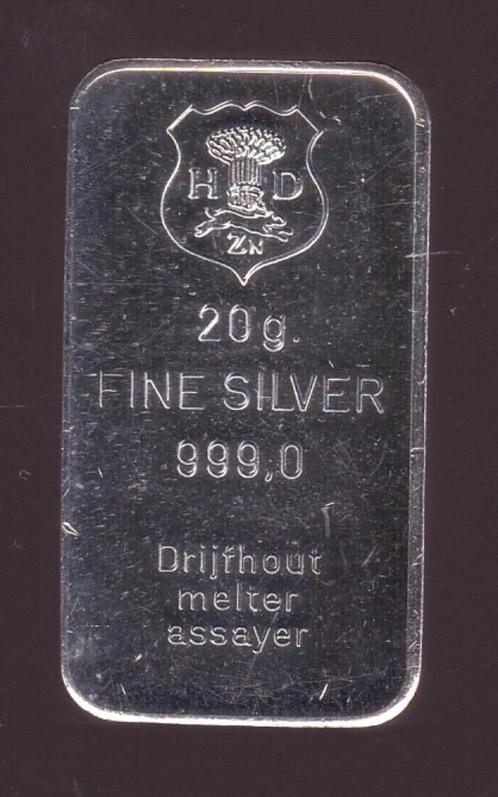 H D
ZN
20g.
FINE SILVER
999,0
Drijfhout
melter
assayer